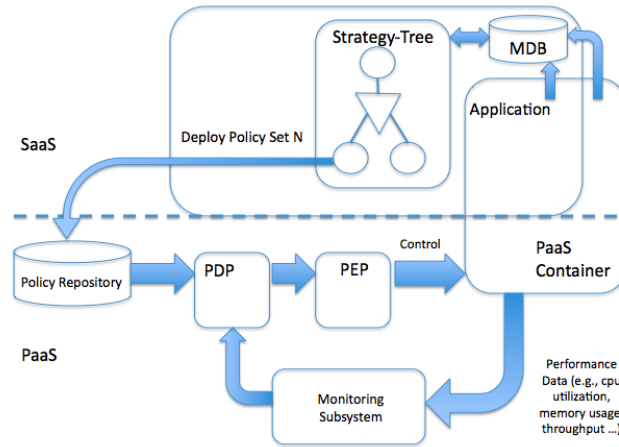 Strategy-Tree
MDB
Application
Deploy Policy Set N
SaaS
Control
PaaS
Container
Policy Repository
PDP
PEP
PaaS
Monitoring
Subsystem
Performance
Data (e.g., cpu
utilization,
memory usage,
throughput ...)